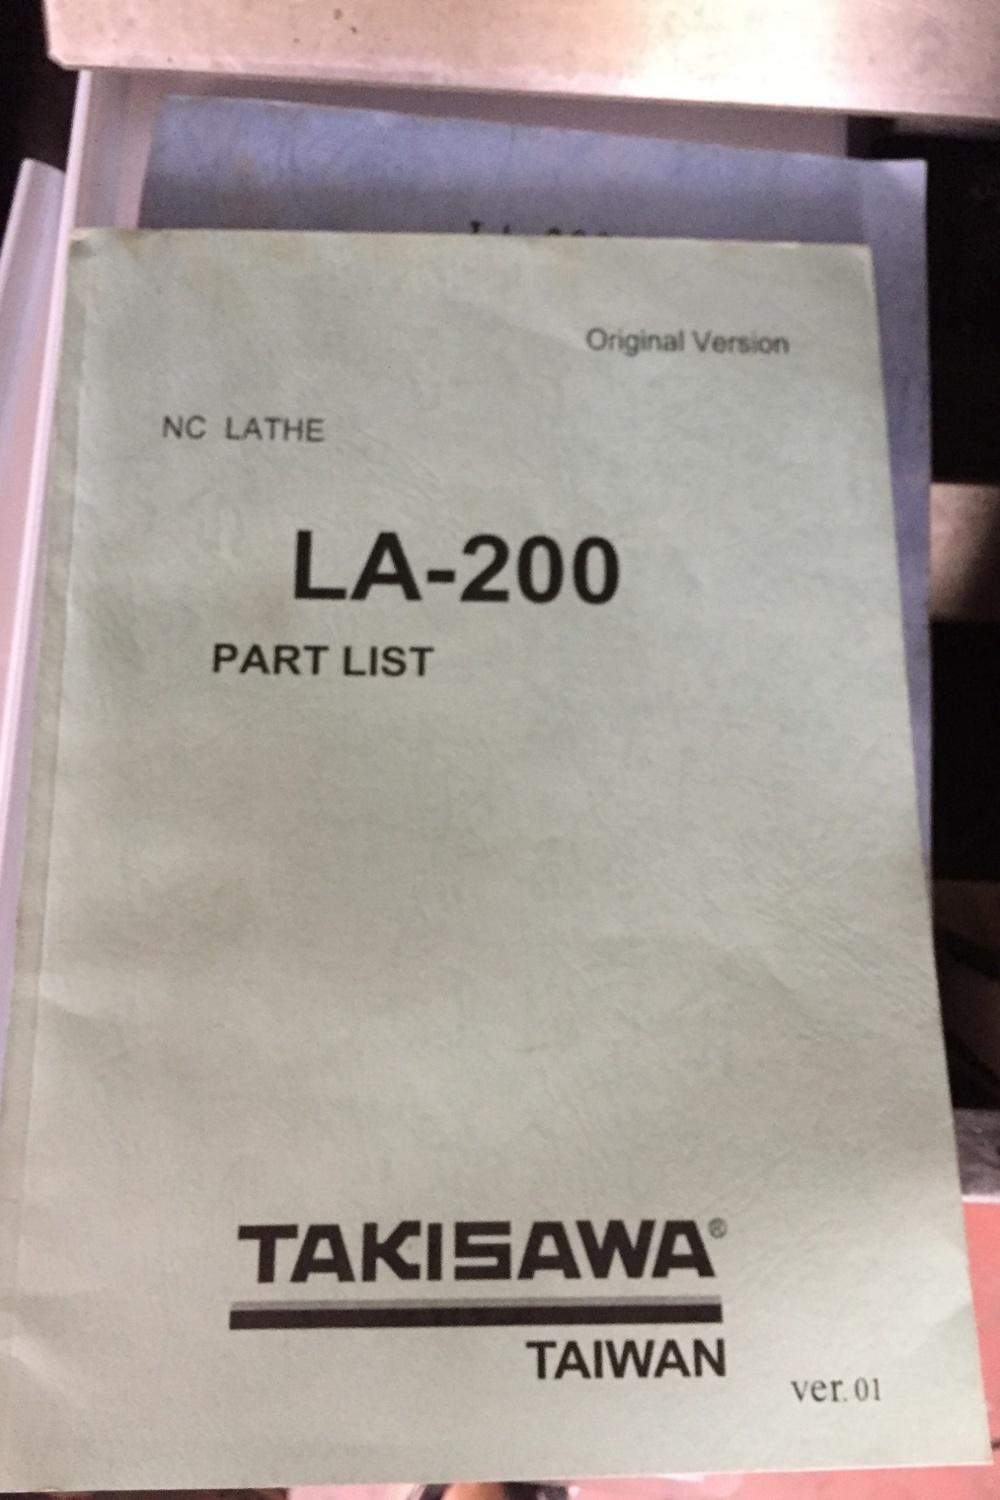 Original Version
NC LATHE
LA-200
PART LIST
TAKISAWA®
TAIWAN
ver. 01